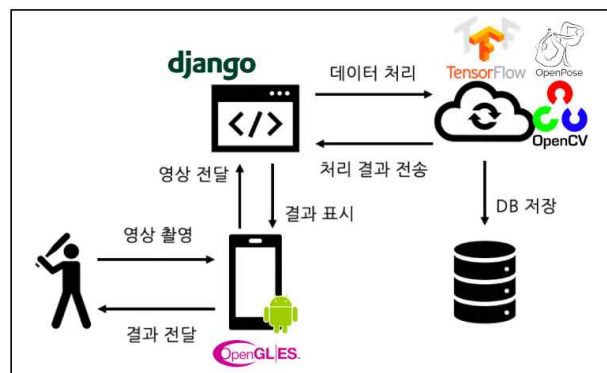 django
데이터 처리
TensorFlow
OpenPose
</>
OpenCV
처리 결과 전송
영상 전달
결과 표시
DB 저장
영상 촬영
결과 전달
OpenGL|ES™